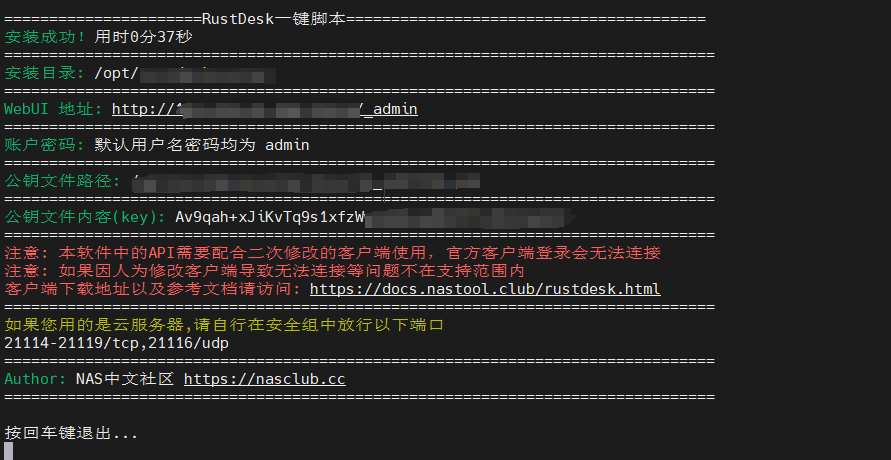 ======================RustDesk一键脚本========================================
安装成功! 用时0分37秒
===============================================================================
安装目录: /opt/
===============================================================================
WebUI 地址: http:// /_admin
===============================================================================
账户密码: 默认用户名密码均为 admin
===============================================================================
公钥文件路径: /
===============================================================================
公钥文件内容(key): Av9qah+xJiKvTq9s1xfzW
===============================================================================
注意: 本软件中的API需要配合二次修改的客户端使用, 官方客户端登录会无法连接
注意: 如果因人为修改客户端导致无法连接等问题不在支持范围内
客户端下载地址以及参考文档请访问: https://docs.nastool.club/rustdesk.html
===============================================================================
如果您用的是云服务器,请自行在安全组中放行以下端口
21114-21119/tcp,21116/udp
===============================================================================
Author: NAS中文社区 https://nasclub.cc
===============================================================================
按回车键退出...